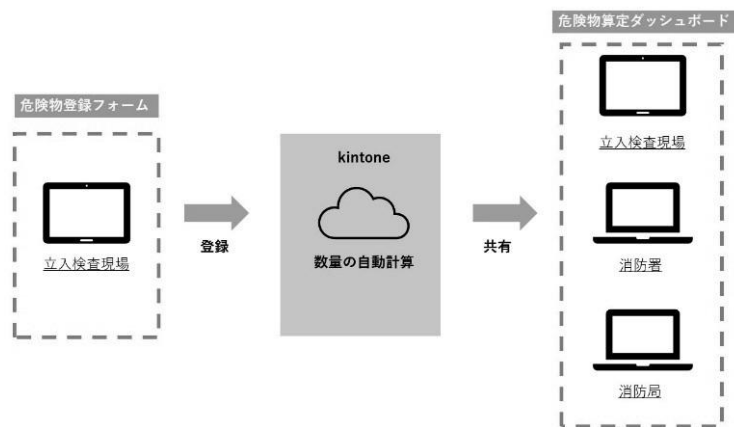 危険物登録フォーム
立入検査現場
登録
kintone
数量の自動計算
共有
危険物算定ダッシュボード
立入検査現場
消防署
消防局